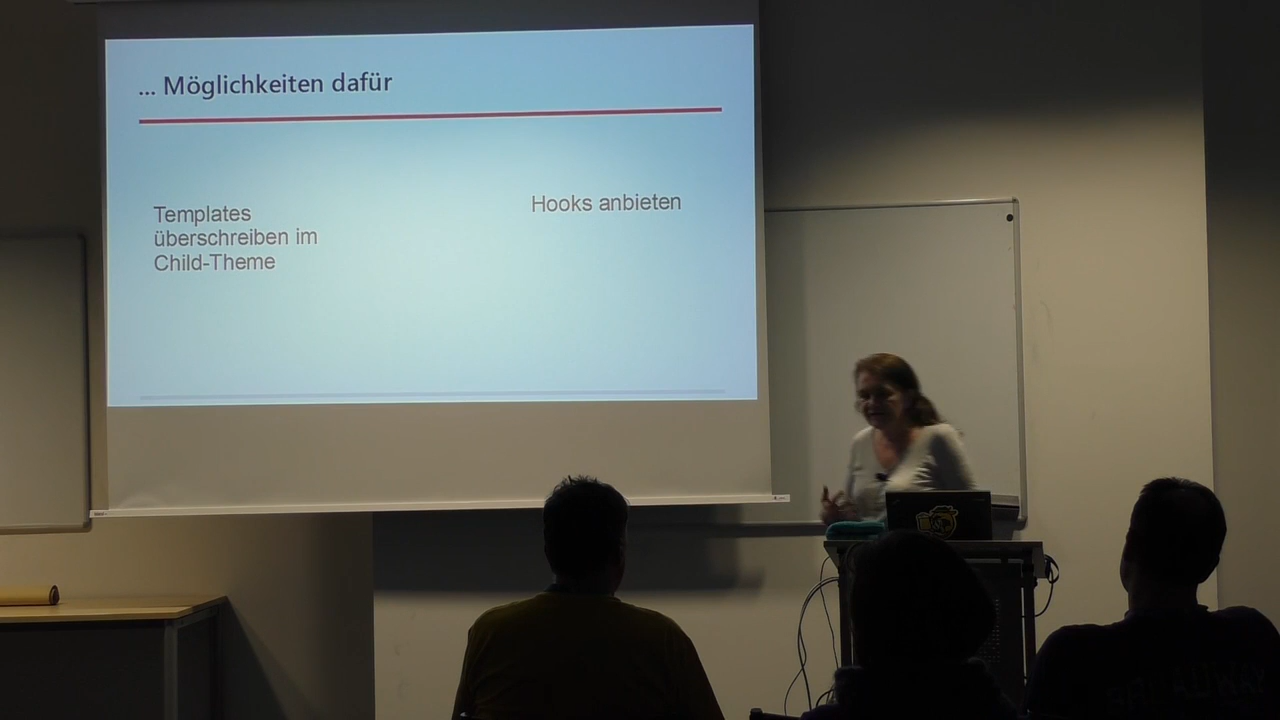 ... Möglichkeiten dafür
Templates
überschreiben im
Child-Theme
Hooks anbieten